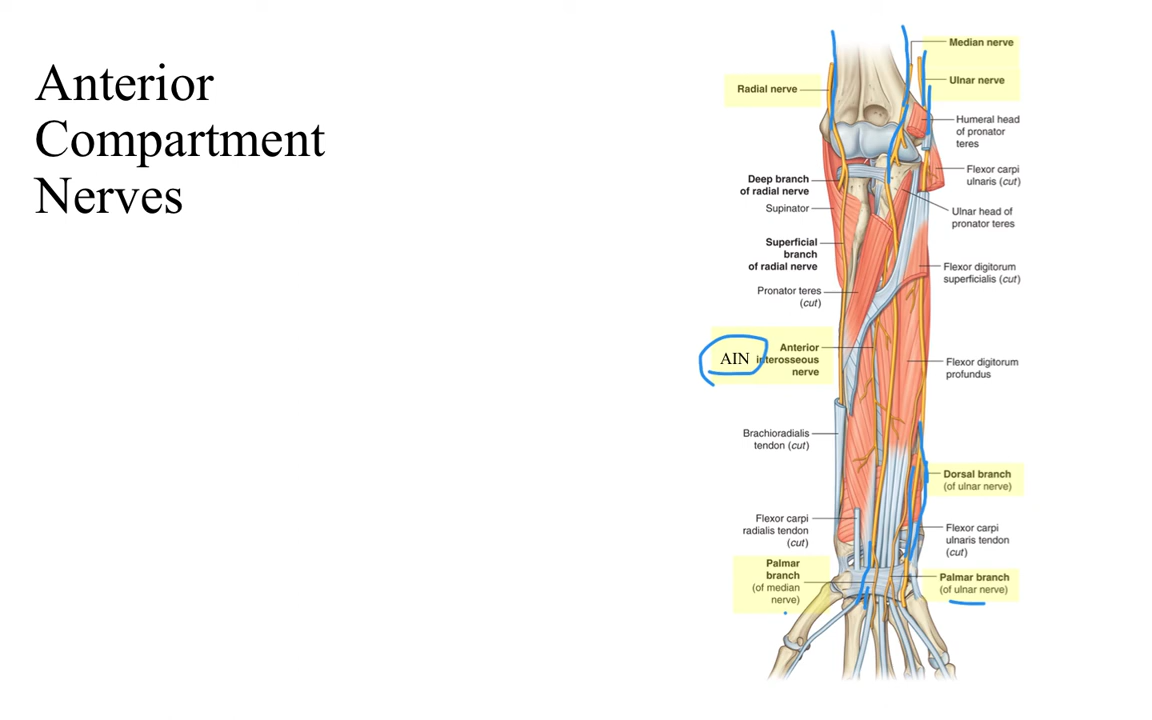 Anterior
Compartment
Nerves
Median nerve
Radial nerve
Ulnar nerve
Humeral head
of pronator
teres
Flexor carpi
ulnaris (cut)
Deep branch
of radial nerve
Supinator
Ulnar head of
pronator teres
Superficial
branch
of radial nerve
Flexor digitorum
superficialis (cut)
Pronator teres
(cut)
AIN
Anterior
interosseous
nerve
Flexor digitorum
profundus
Brachioradialis
tendon (cut)
Dorsal branch
(of ulnar nerve)
Flexor carpi
radialis tendon
(cut)
Flexor carpi
ulnaris tendon
(cut)
Palmar
branch
(of median
nerve)
Palmar branch
(of ulnar nerve)